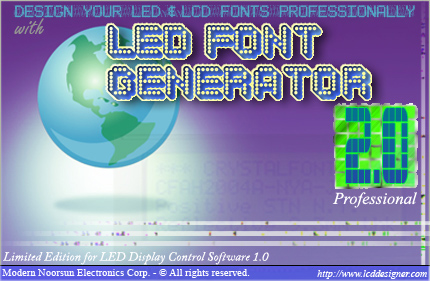 DESIGN YOUR LED & LCD FONTS PROFESSIONALLY
with
LED FONT
GENERATOR
2.0
Professional
Limited Edition for LED Display Control Software 1.0
Modern Noorsun Electronics Corp. - © All rights reserved.
http://www.lcddesigner.com